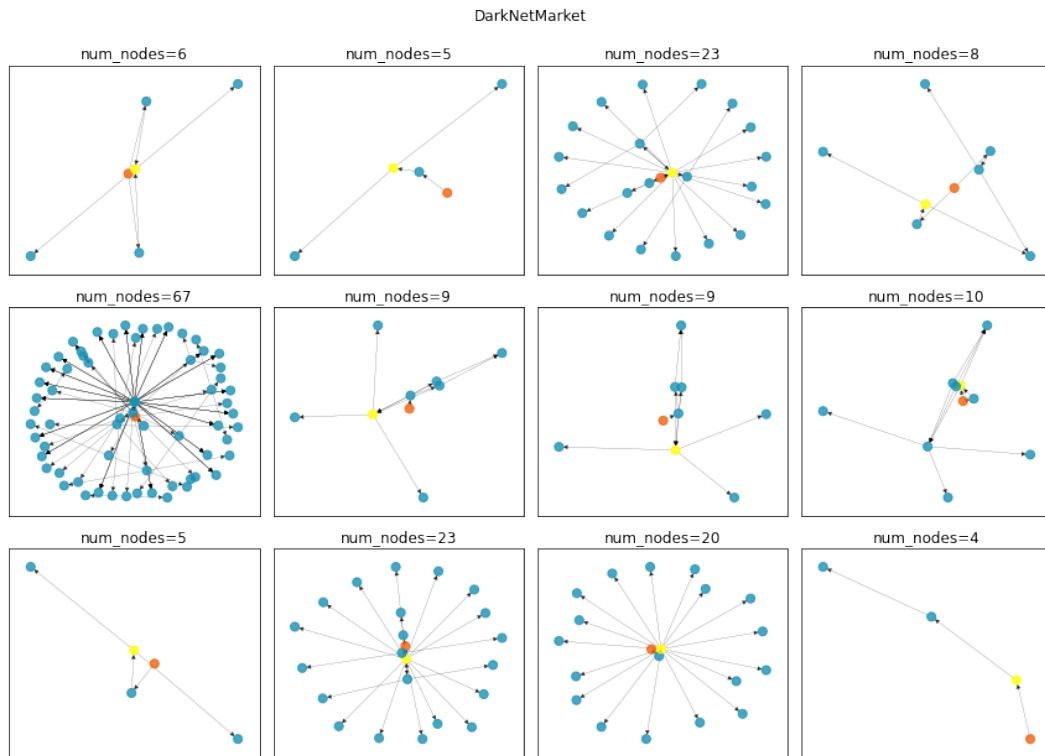 DarkNetMarket
num_nodes=6
num_nodes=5
num_nodes=23
num_nodes=8
num_nodes=67
num_nodes=9
num_nodes=9
num_nodes=10
num_nodes=5
num_nodes=23
num_nodes=20
num_nodes=4